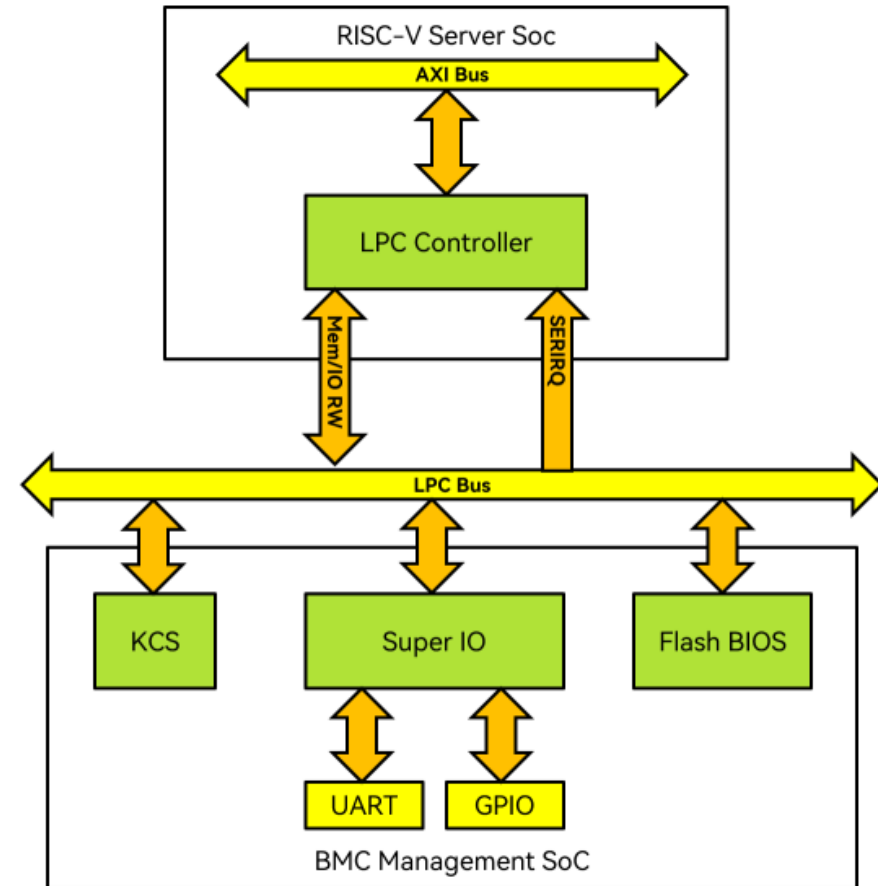 RISC-V Server Soc
AXI Bus
LPC Controller
Mem/IO RW
SERIRQ
LPC Bus
KCS
Super IO
Flash BIOS
UART
GPIO
BMC Management SoC